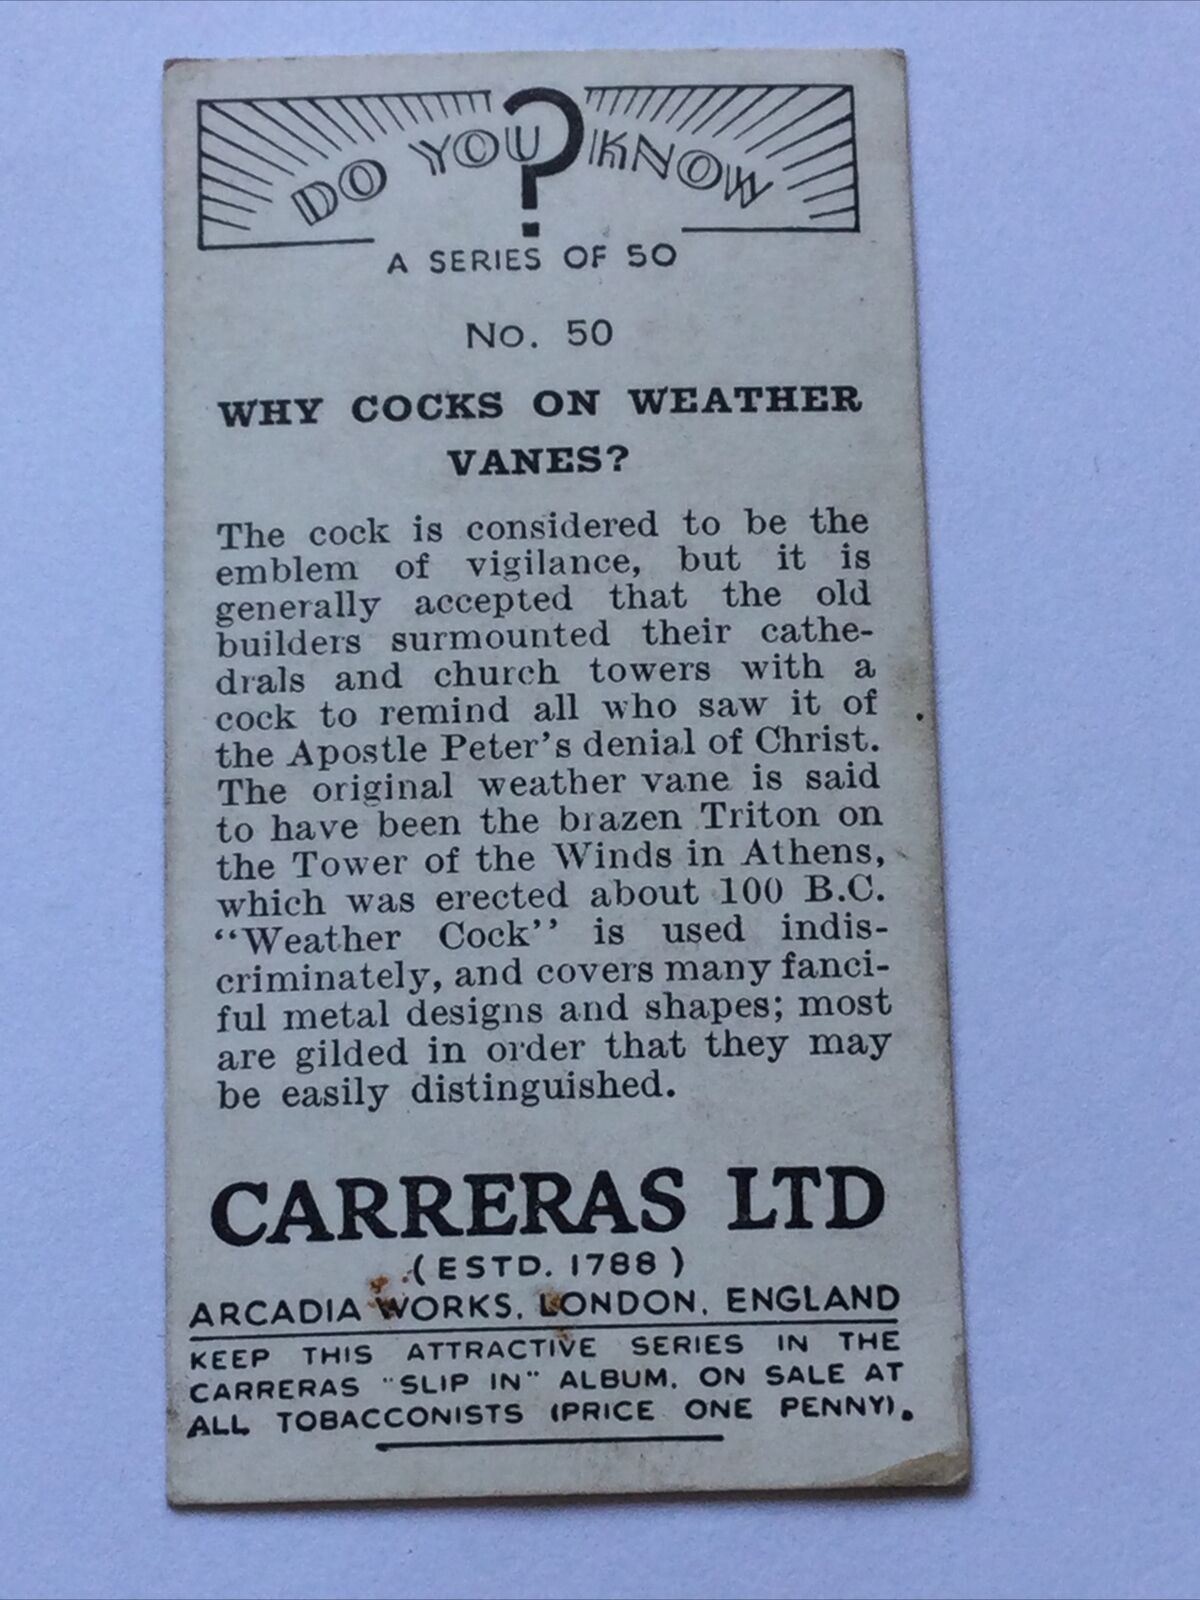 DO YOU ? KNOW
A SERIES OF 50
No. 50
WHY COCKS ON WEATHER
VANES?
The cock is considered to be the
emblem of vigilance, but it is
generally accepted that the old
builders surmounted their cathe-
drals and church towers with a
cock to remind all who saw it of
the Apostle Peter's denial of Christ.
The original weather vane is said
to have been the brazen Triton on
the Tower of the Winds in Athens,
which was erected about 100 B.C.
“Weather Cock” is used indis-
criminately, and covers many fanci-
ful metal designs and shapes; most
are gilded in order that they may
be easily distinguished.
CARRERAS LTD
(ESTD. 1788)
ARCADIA WORKS, LONDON, ENGLAND
KEEP THIS ATTRACTIVE SERIES IN THE
CARRERAS "SLIP IN" ALBUM. ON SALE AT
ALL TOBACCONISTS (PRICE ONE PENNY).